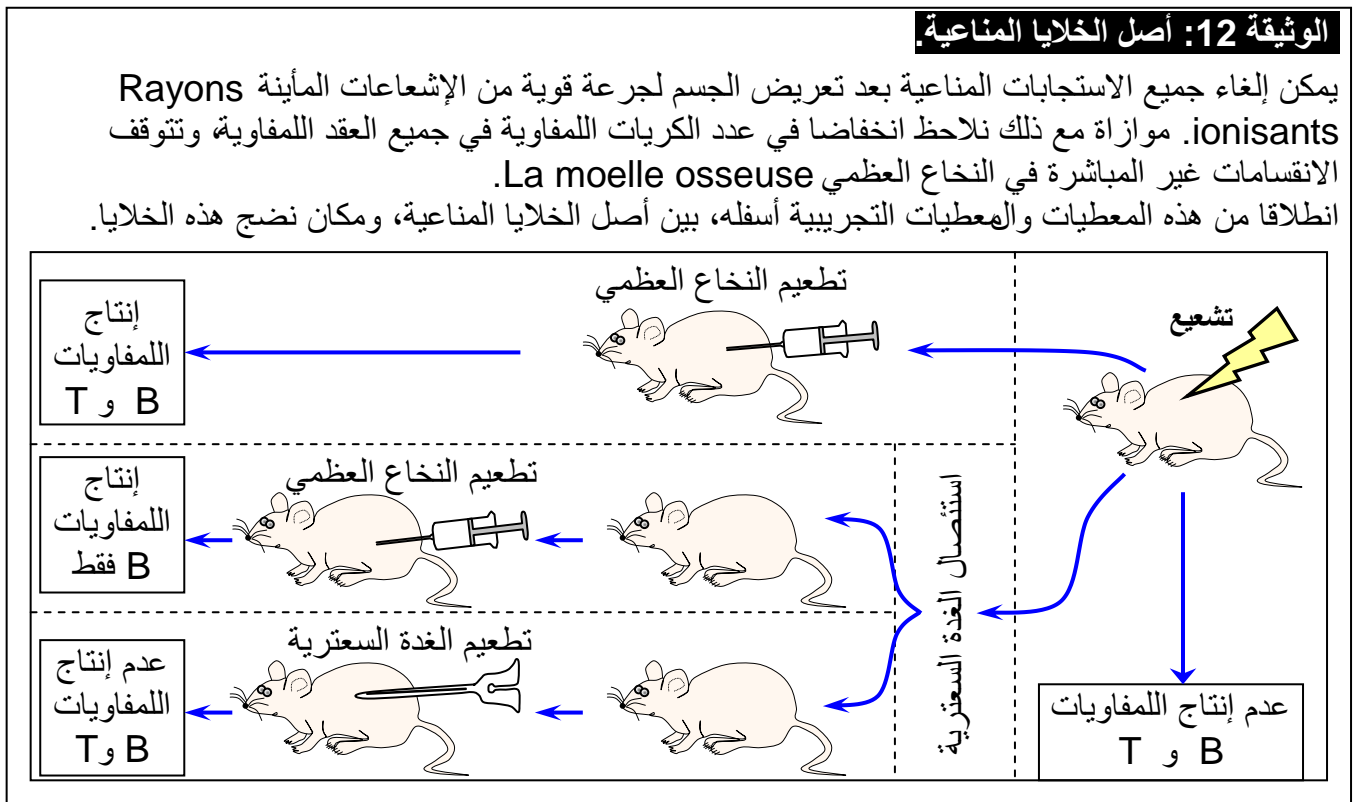 الوثيقة 12: أصل الخلايا المناعية.
يمكن إلغاء جميع الاستجابات المناعية بعد تعريض الجسم لجرعة قوية من الإشعاعات المأينة Rayons
ionisants. موازاة مع ذلك نلاحظ انخفاضا في عدد الكريات اللمفاوية في جميع العقد اللمفاوية، وتتوقف
الانقسامات غير المباشرة في النخاع العظمي La moelle osseuse.
انطلاقا من هذه المعطيات والمعطيات التجريبية أسفله، بين أصل الخلايا المناعية، ومكان نضج هذه الخلايا.
تشعيع
تطعيم النخاع العظمي
إنتاج
اللمفاويات
B و T
استئصال الغدة السعترية
تطعيم النخاع العظمي
إنتاج
اللمفاويات
B فقط
تطعيم الغدة السعترية
عدم إنتاج
اللمفاويات
B وT
عدم إنتاج اللمفاويات
B و T